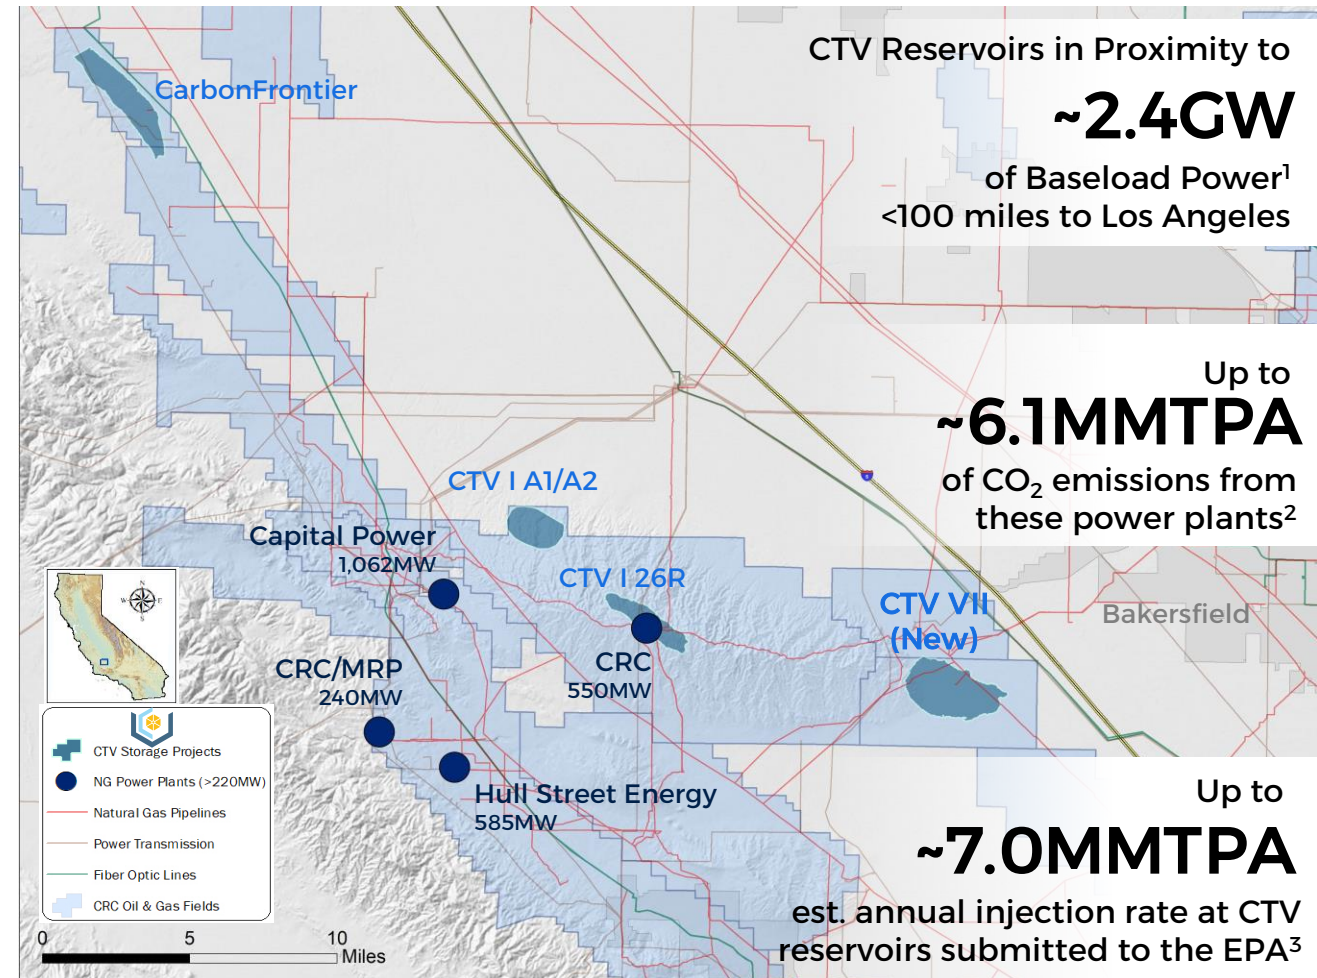 CTV Reservoirs in Proximity to
~2.4GW
of Baseload Power¹
<100 miles to Los Angeles
CarbonFrontier
Up to
~6.1MMTPA
of CO₂ emissions from
these power plants²
CTV I A1/A2
Capital Power
1,062MW
CTV I 26R
CTV VII
(New)
Bakersfield
CRC
550MW
CRC/MRP
240MW
Hull Street Energy
585MW
N
W
E
S
CTV Storage Projects
NG Power Plants (>220MW)
Natural Gas Pipelines
Power Transmission
Fiber Optic Lines
CRC Oil & Gas Fields
0 5 10
Miles
Up to
~7.0MMTPA
est. annual injection rate at CTV
reservoirs submitted to the EPA³